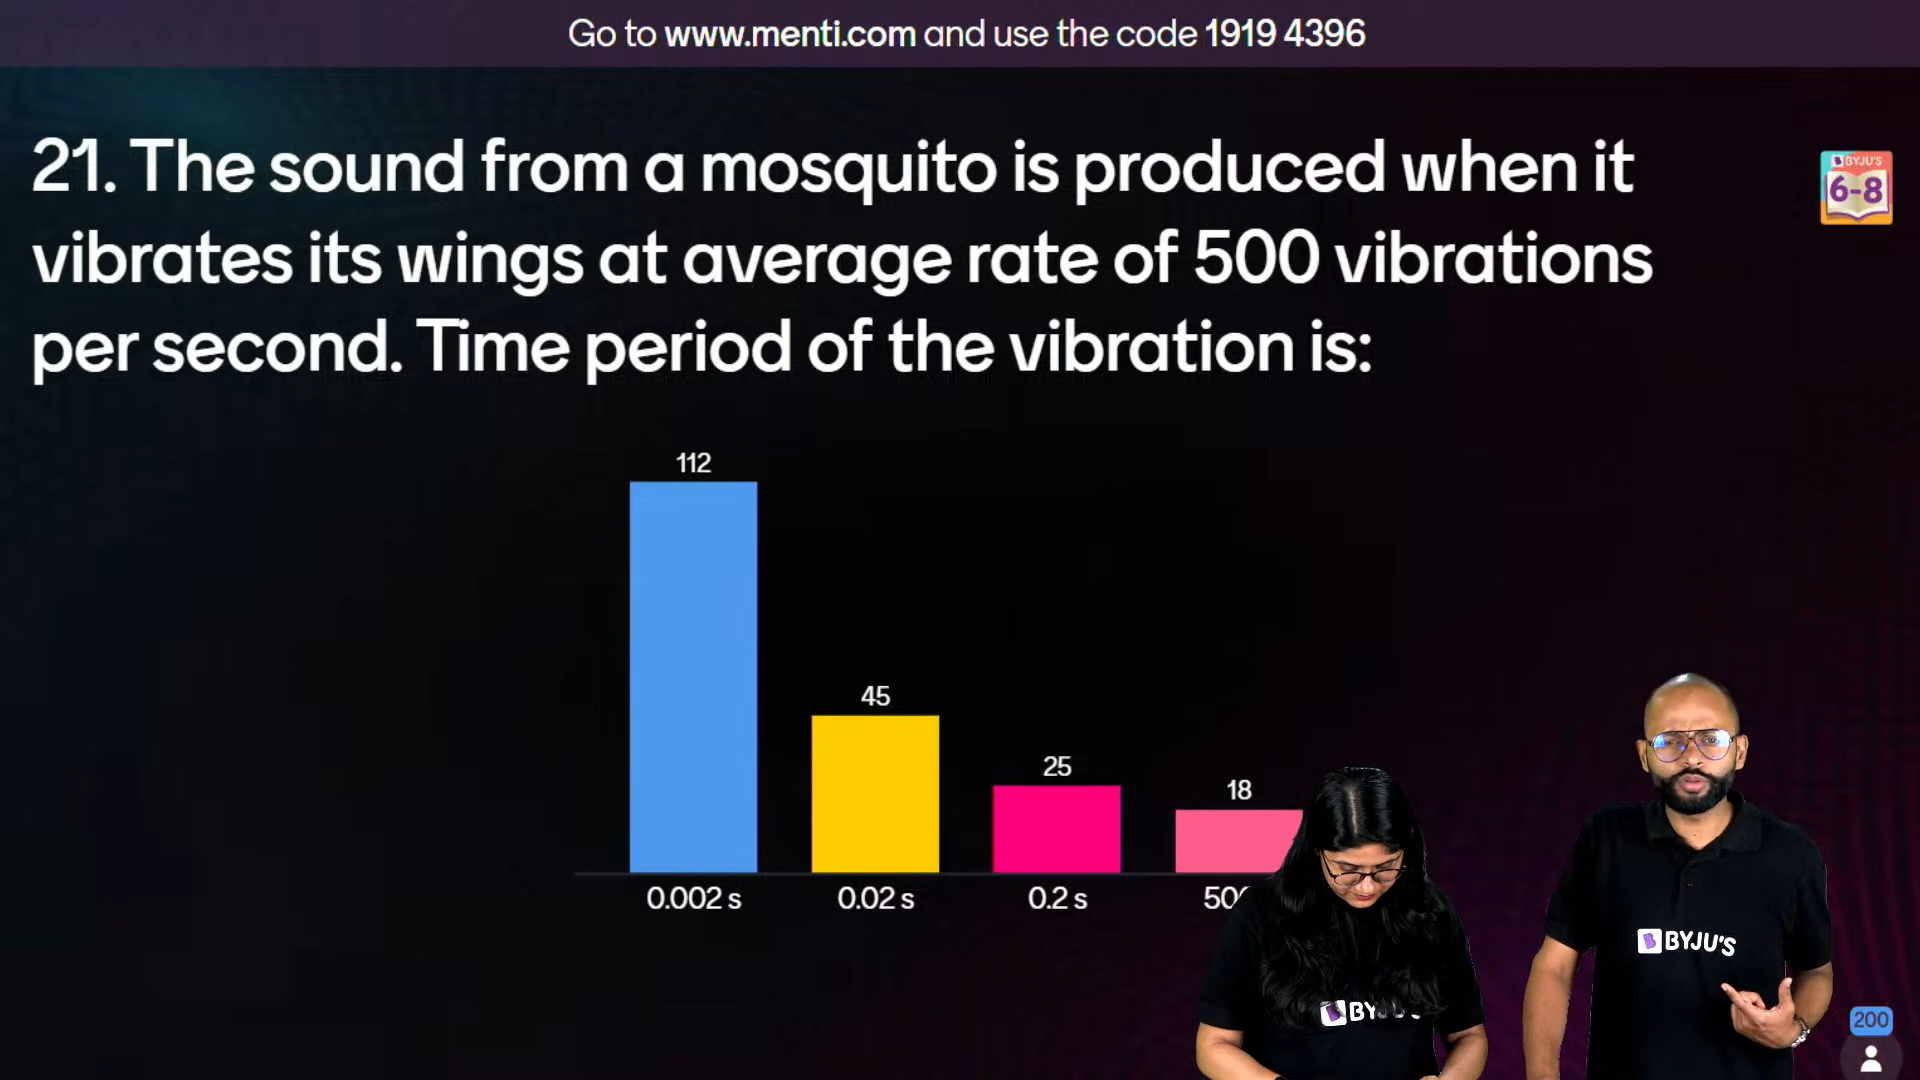 Go to www.menti.com and use the code 1919 4396
21. The sound from a mosquito is produced when it
vibrates its wings at average rate of 500 vibrations
per second. Time period of the vibration is:
BYJU'S
6-8
112
45
25
18
0.002 s
0.02 s
0.2 s
BYJU'S
200